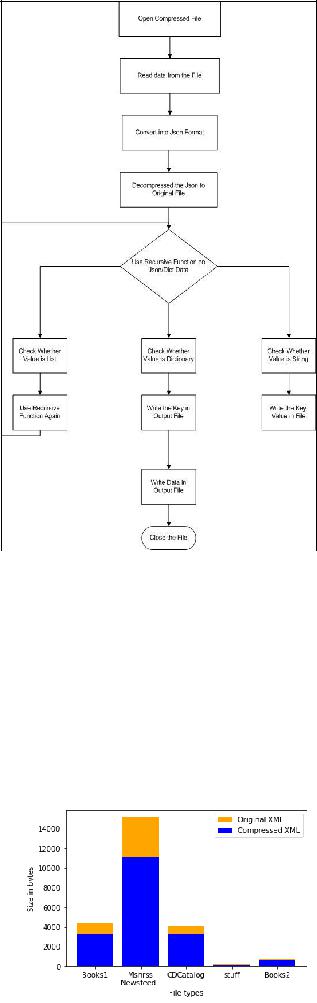 Open Compressed File
Read data from the File
Convert into Json Format
Decompressed the Json to
Original File
Use Recursive Function on
Json/Dict Data
Check Whether
Value is List
Check Whether
Value is Dictionary
Check Whether
Value is String
Use Recursive
Function Again
Write the Key in
Output File
Write the Key
Value in File
Write Data in
Output File
Close the File
Original XML
Compressed XML
Size in bytes
14000
12000
10000
8000
6000
4000
2000
0
Books1
Newsfeed
CDCatalog
stuff
Books2
File types